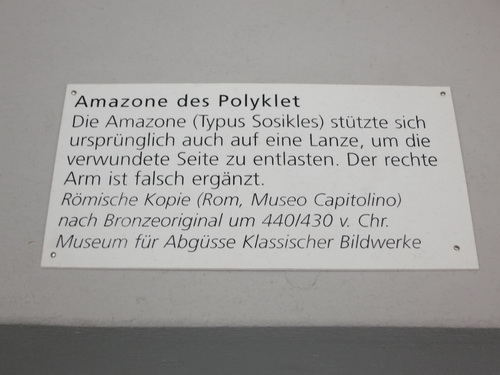 Amazone des Polyklet
Die Amazone (Typus Sosikles) stützte sich
ursprünglich auch auf eine Lanze, um die
verwundete Seite zu entlasten. Der rechte
Arm ist falsch ergänzt.
Römische Kopie (Rom, Museo Capitolino)
nach Bronzeoriginal um 440/430 v. Chr.
Museum für Abgüsse Klassischer Bildwerke